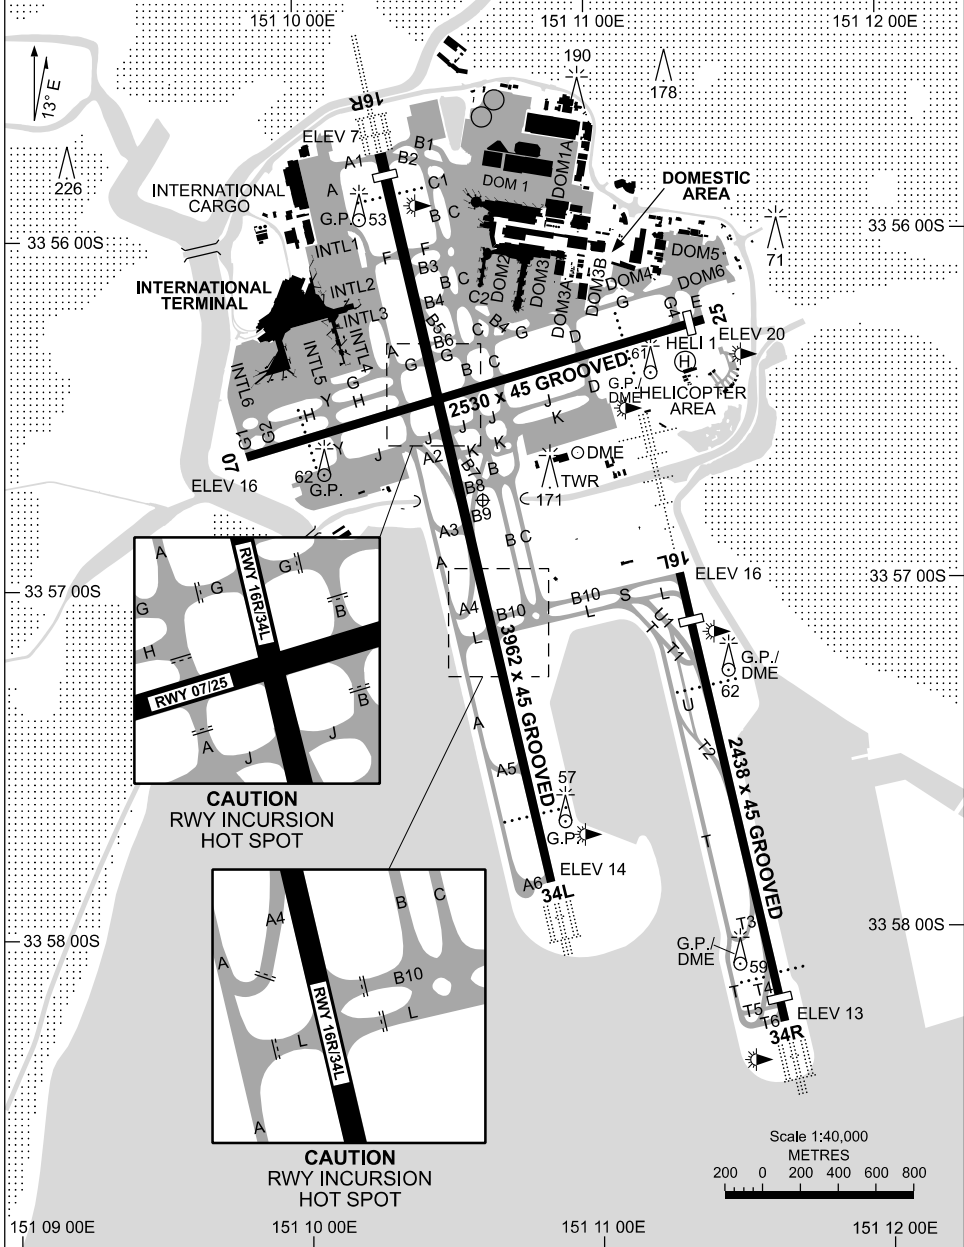 151 10 00E
151 11 00E
151 12 00E
13° E
190
178
226
16R
ELEV 7
A1
B2
B1
C1
A
B
C
DOM 1
DOM1A
DOMESTIC
AREA
INTERNATIONAL
CARGO
G.P.
53
71
33 56 00S
33 56 00S
INTL1
F
F
B3
B
C
B4
C2
DOM2
DOM3
DOM3A
DOM3B
DOM4
DOM5
DOM6
INTERNATIONAL
TERMINAL
INTL2
INTL3
INTL4
INTL5
INTL6
B5
B6
C
B4
G
D
G
G4
E
25
ELEV 20
HELI 1
H
61
G.P./
DME
HELICOPTER
AREA
A
G
G
B
C
2530 x 45 GROOVED
D
G
Y
H
H
G1
G2
Y
J
J
J
J
K
K
K
07
ELEV 16
62
G.P.
A2
B7
B
B8
B9
DME
TWR
171
A3
A
B
C
16L
ELEV 16
33 57 00S
33 57 00S
A4
B10
B10
L
L
S
L
U1
T
T1
U
T2
G.P./
DME
62
3962 x 45 GROOVED
2438 x 45 GROOVED
A
A5
57
G.P.
A6
ELEV 14
34L
T
T3
G.P./
DME
59
T
T4
T5
T6
ELEV 13
34R
A
G
G
G
B
H
RWY 16R/34L
RWY 07/25
A
J
J
B
CAUTION
RWY INCURSION
HOT SPOT
A4
B
C
A
B10
L
L
RWY 16R/34L
A
CAUTION
RWY INCURSION
HOT SPOT
33 58 00S
33 58 00S
Scale 1:40,000
METRES
200 0 200 400 600 800
151 09 00E
151 10 00E
151 11 00E
151 12 00E